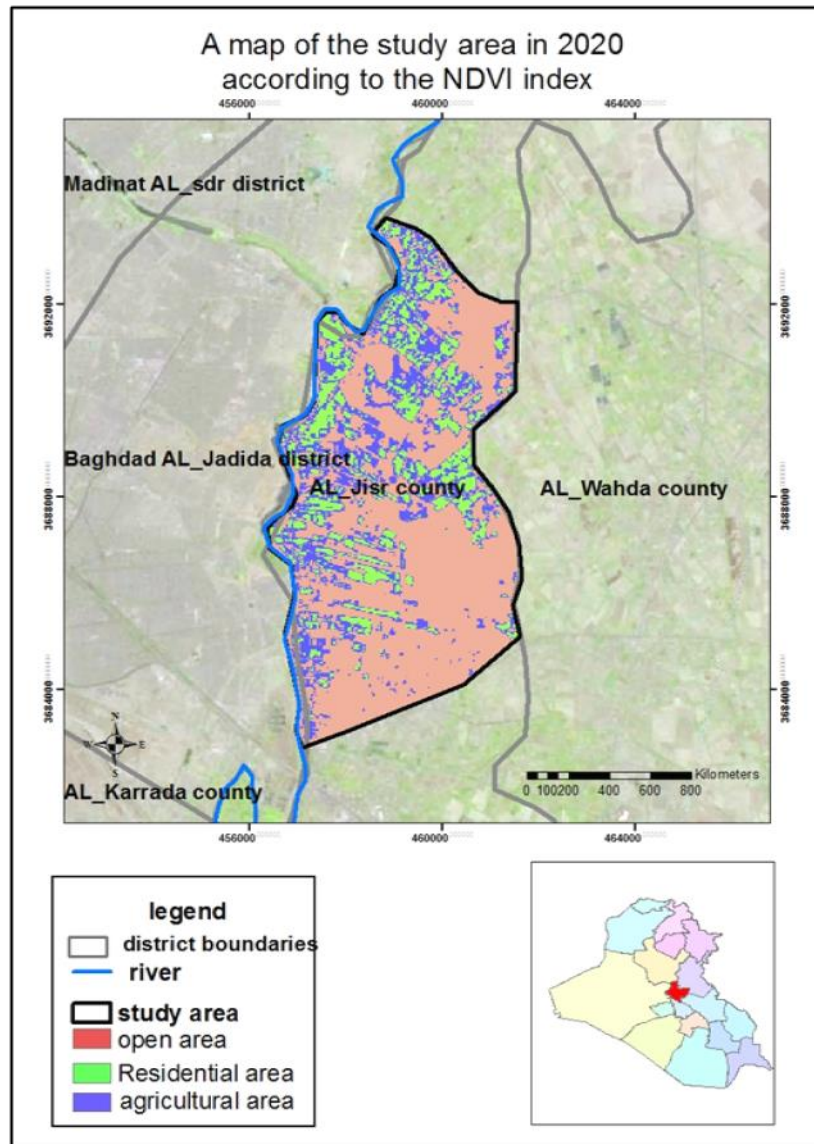 A map of the study area in 2020
according to the NDVI index
456000 460000 464000
Madinat AL_sdr district
3692000 3692000
Baghdad AL_Jadida district
AL_Jisr county AL_Wahda county
3688000 3688000
3684000 3684000
N
W E
S
Kilometers
0 100200 400 600 800
AL_Karrada county
456000 460000 464000
legend
district boundaries
river
study area
open area
Residential area
agricultural area